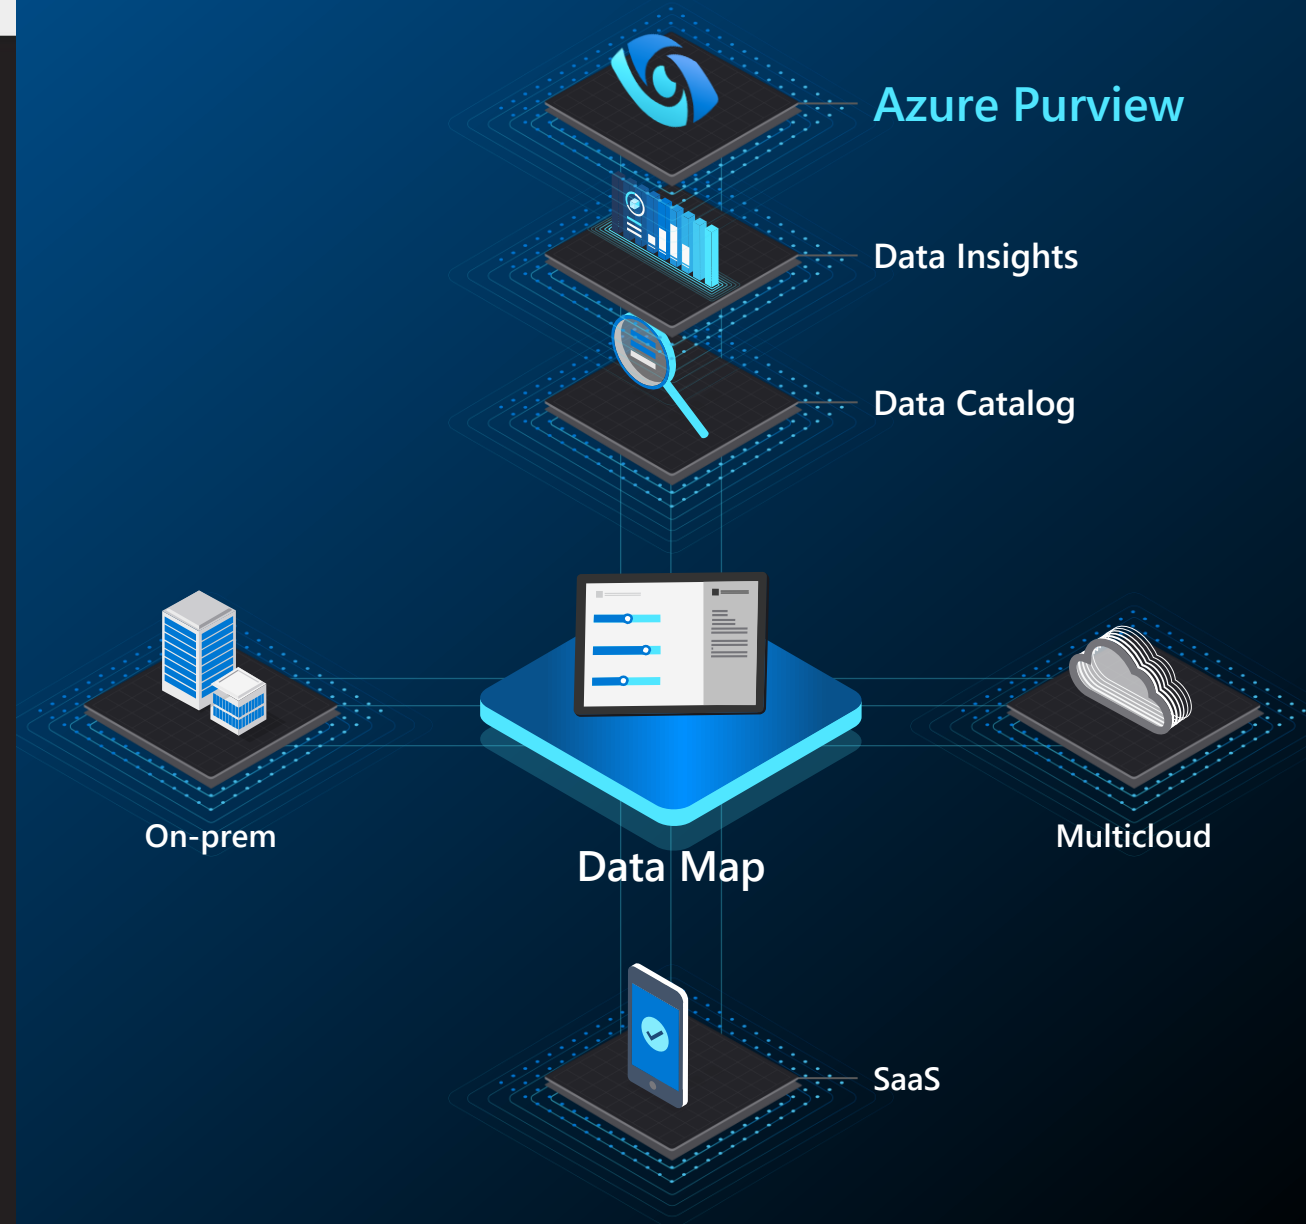 Azure Purview
Data Insights
Data Catalog
On-prem
Multicloud
Data Map
SaaS